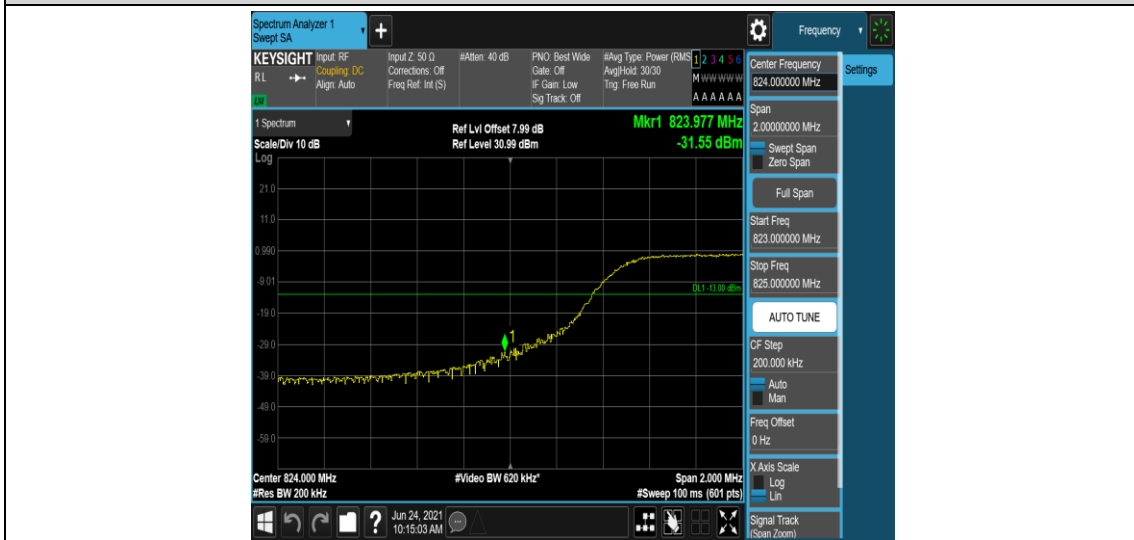 Spectrum Analyzer 1
Swept SA
+
Frequency
KEYSIGHT
RL
LXI
Input: RF
Coupling: DC
Align: Auto
Input Z: 50 Ω
Corrections: Off
Freq Ref: Int (S)
#Atten: 40 dB
PNO: Best Wide
Gate: Off
IF Gain: Low
Sig Track: Off
#Avg Type: Power (RMS
Avg|Hold: 30/30
Trig: Free Run
1 2 3 4 5 6
M W W W W W
A A A A A A
1 Spectrum
Scale/Div 10 dB
Ref Lvl Offset 7.99 dB
Ref Level 30.99 dBm
Mkr1 823.977 MHz
-31.55 dBm
Log
21.0
11.0
0.990
-9.01
-19.0
-29.0
-39.0
-49.0
-59.0
DL1 -13.00 dBm
1
Center 824.000 MHz
#Res BW 200 kHz
#Video BW 620 kHz*
Span 2.000 MHz
#Sweep 100 ms (601 pts)
?
Jun 24, 2021
10:15:03 AM
Center Frequency
824.000000 MHz
Settings
Span
2.00000000 MHz
Swept Span
Zero Span
Full Span
Start Freq
823.000000 MHz
Stop Freq
825.000000 MHz
AUTO TUNE
CF Step
200.000 kHz
Auto
Man
Freq Offset
0 Hz
X Axis Scale
Log
Lin
Signal Track
(Span Zoom)